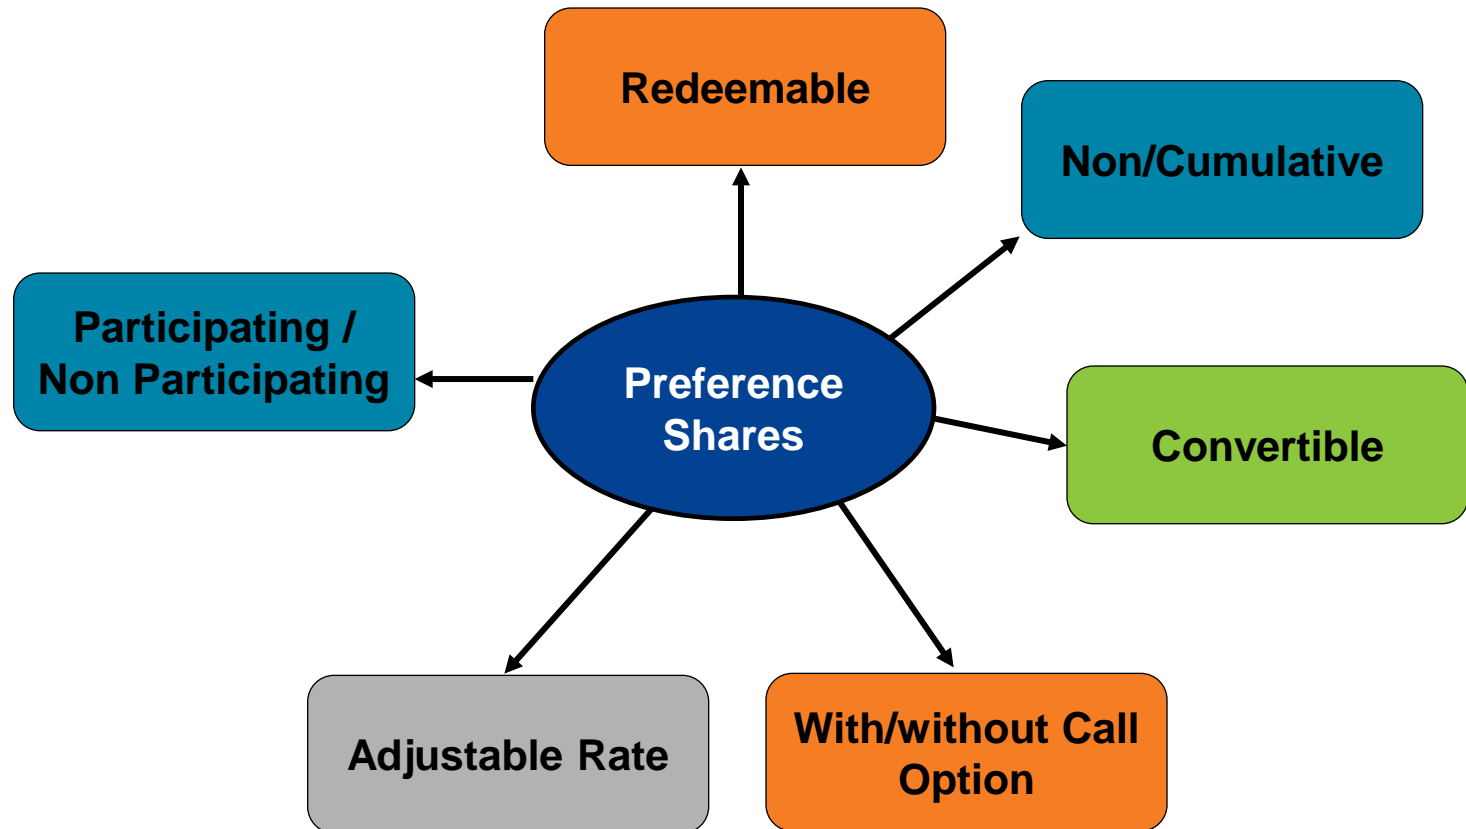 Redeemable
Non/Cumulative
Participating /
Non Participating
Preference
Shares
Convertible
Adjustable Rate
With/without Call
Option